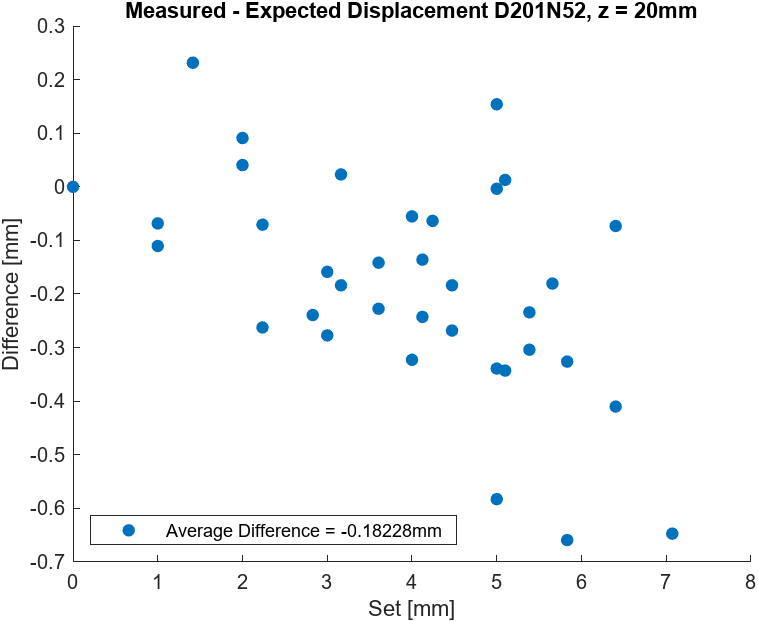 Measured - Expected Displacement D201N52, z = 20mm
0.3
0.2
0.1
0
-0.1
-0.2
-0.3
-0.4
-0.5
-0.6
-0.7
Difference [mm]
Average Difference = -0.18228mm
0 1 2 3 4 5 6 7 8
Set [mm]